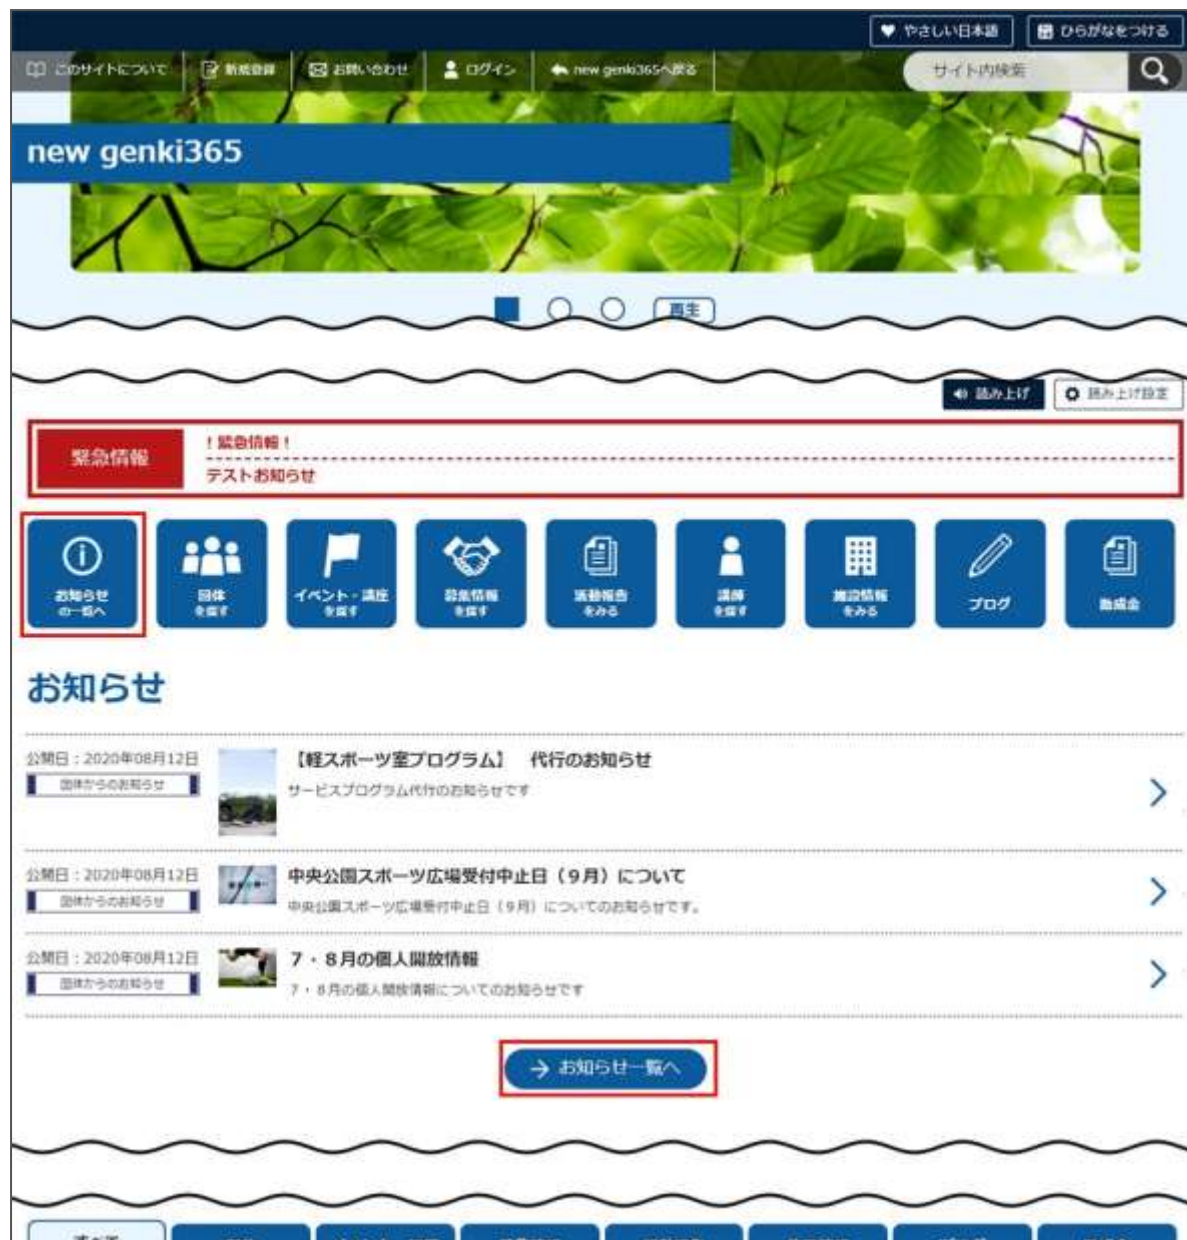 やさしい日本語
ひらがなをつける
このサイトについて
新規登録
お問い合わせ
ログイン
new genki365へ戻る
サイト内検索
new genki365
再生
読み上げ
読み上げ設定
緊急情報
！緊急情報！
テストお知らせ
お知らせ
の一覧へ
団体
を探す
イベント・講座
を探す
募集情報
を探す
活動報告
をみる
講師
を探す
施設情報
をみる
ブログ
助成金
お知らせ
公開日：2020年08月12日
団体からのお知らせ
【軽スポーツ室プログラム】　代行のお知らせ
サービスプログラム代行のお知らせです
公開日：2020年08月12日
団体からのお知らせ
中央公園スポーツ広場受付中止日（９月）について
中央公園スポーツ広場受付中止日（９月）についてのお知らせです。
公開日：2020年08月12日
団体からのお知らせ
７・８月の個人開放情報
７・８月の個人開放情報についてのお知らせです
お知らせ一覧へ
すべて